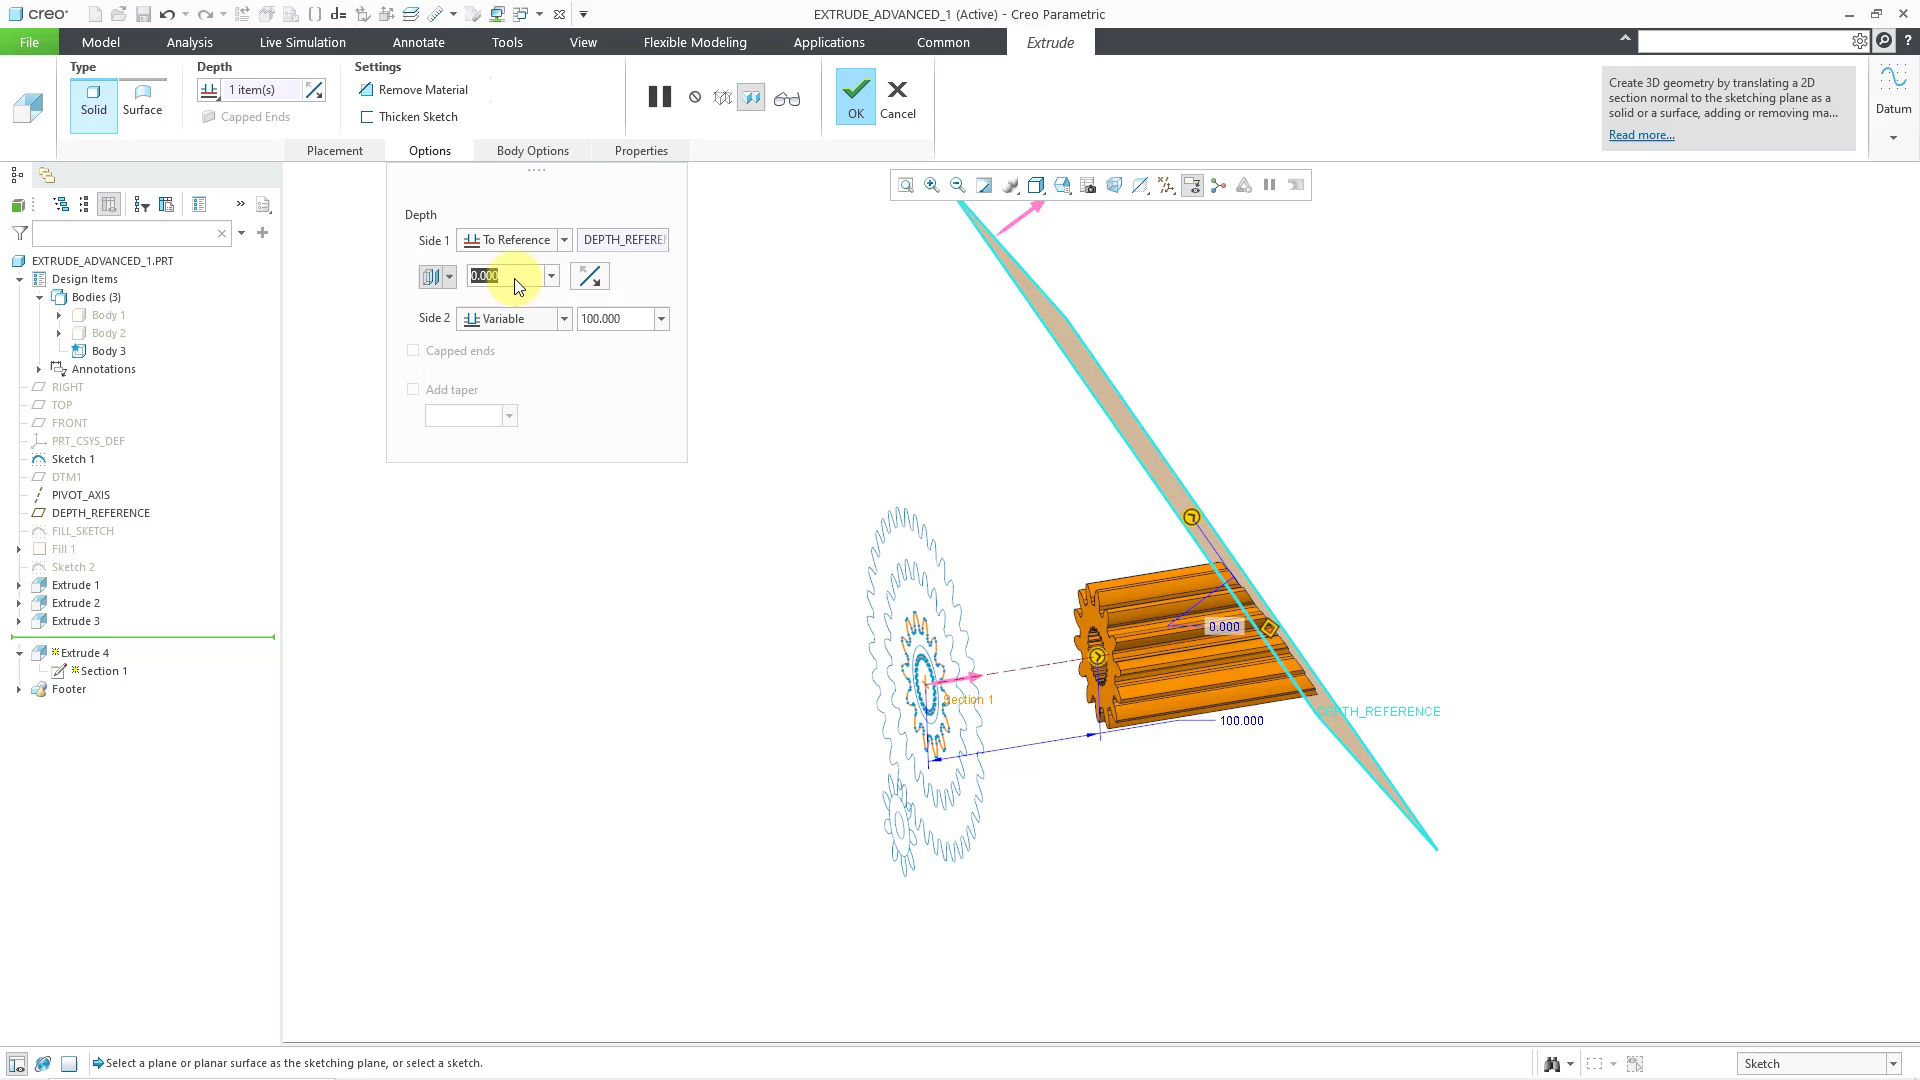 creo
EXTRUDE_ADVANCED_1 (Active) - Creo Parametric
File
Model
Analysis
Live Simulation
Annotate
Tools
View
Flexible Modeling
Applications
Common
Extrude
Type
Depth
Settings
Solid
Surface
1 item(s)
Capped Ends
Remove Material
Thicken Sketch
OK
Cancel
Create 3D geometry by translating a 2D
section normal to the sketching plane as a
solid or a surface, adding or removing ma...
Read more...
Datum
Placement
Options
Body Options
Properties
Depth
Side 1
To Reference
DEPTH_REFERE
0.000
Side 2
Variable
100.000
Capped ends
Add taper
EXTRUDE_ADVANCED_1.PRT
Design Items
Bodies (3)
Body 1
Body 2
Body 3
Annotations
RIGHT
TOP
FRONT
PRT_CSYS_DEF
Sketch 1
DTM1
PIVOT_AXIS
DEPTH_REFERENCE
FILL_SKETCH
Fill 1
Sketch 2
Extrude 1
Extrude 2
Extrude 3
Extrude 4
Section 1
Footer
0.000
Section 1
100.000
DEPTH_REFERENCE
Select a plane or planar surface as the sketching plane, or select a sketch.
Sketch